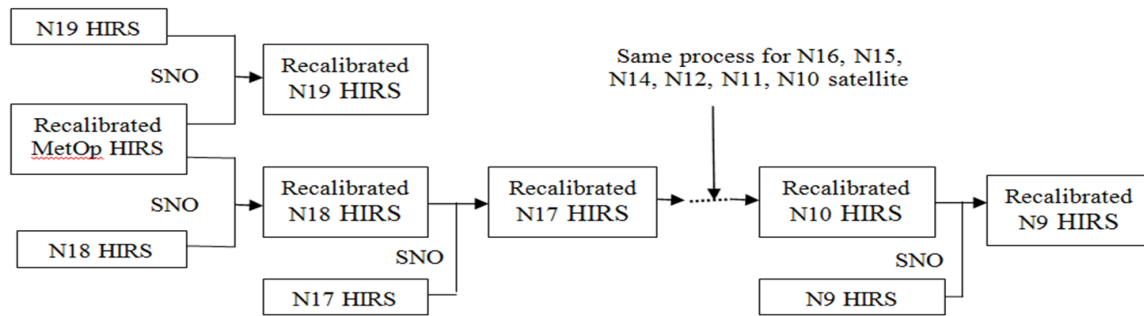 N19 HIRS
SNO
Recalibrated
N19 HIRS
Same process for N16, N15,
N14, N12, N11, N10 satellite
Recalibrated
MetOp HIRS
SNO
N18 HIRS
Recalibrated
N18 HIRS
SNO
N17 HIRS
Recalibrated
N17 HIRS
Recalibrated
N10 HIRS
SNO
N9 HIRS
Recalibrated
N9 HIRS